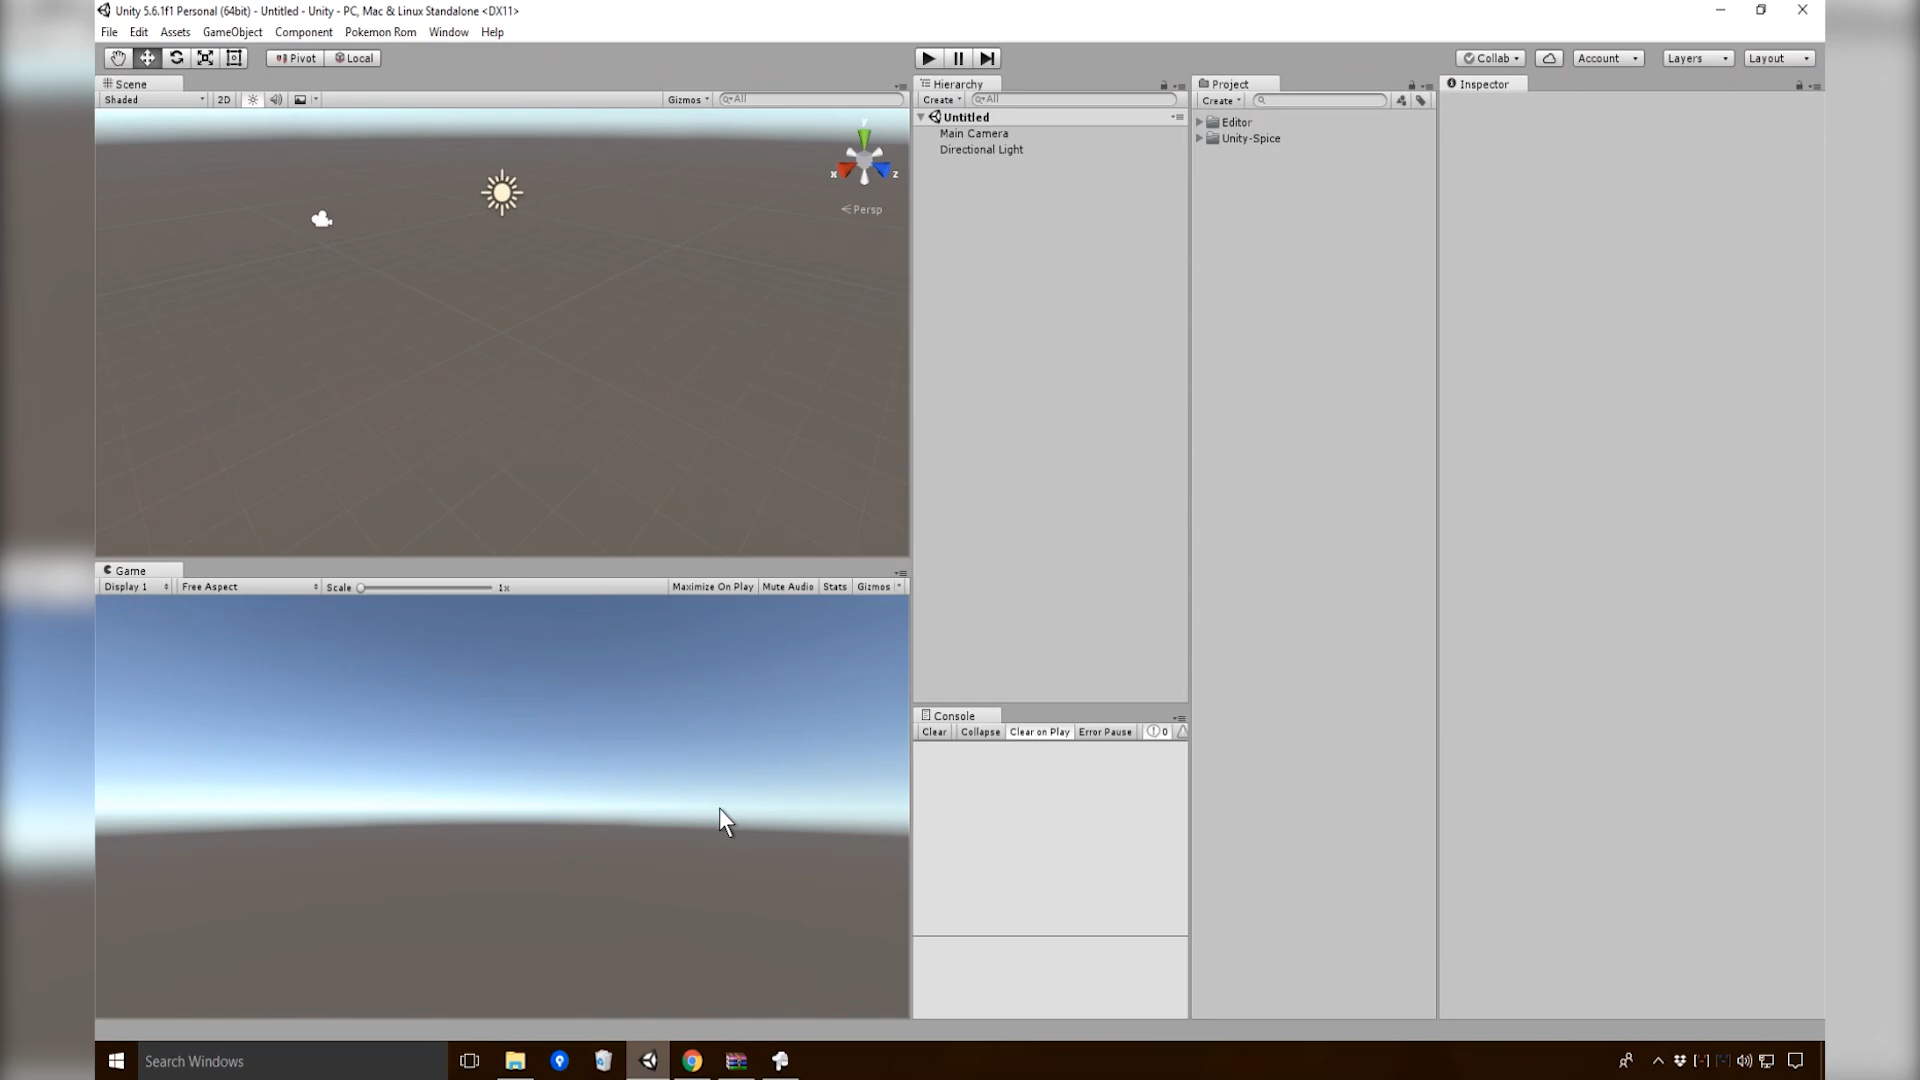 Unity 5.6.1f1 Personal (64bit) - Untitled - Unity - PC, Mac & Linux Standalone <DX11>
File Edit Assets GameObject Component Pokemon Rom Window Help
Pivot Local Collab Account Layers Layout
Scene Hierarchy Project Inspector
Shaded 2D Gizmos All Create All Create
Untitled
Main Camera
Directional Light
Editor
Unity-Spice
y
x z
Persp
Game
Display 1 Free Aspect Scale 1x Maximize On Play Mute Audio Stats Gizmos
Console
Clear Collapse Clear on Play Error Pause 0
Search Windows